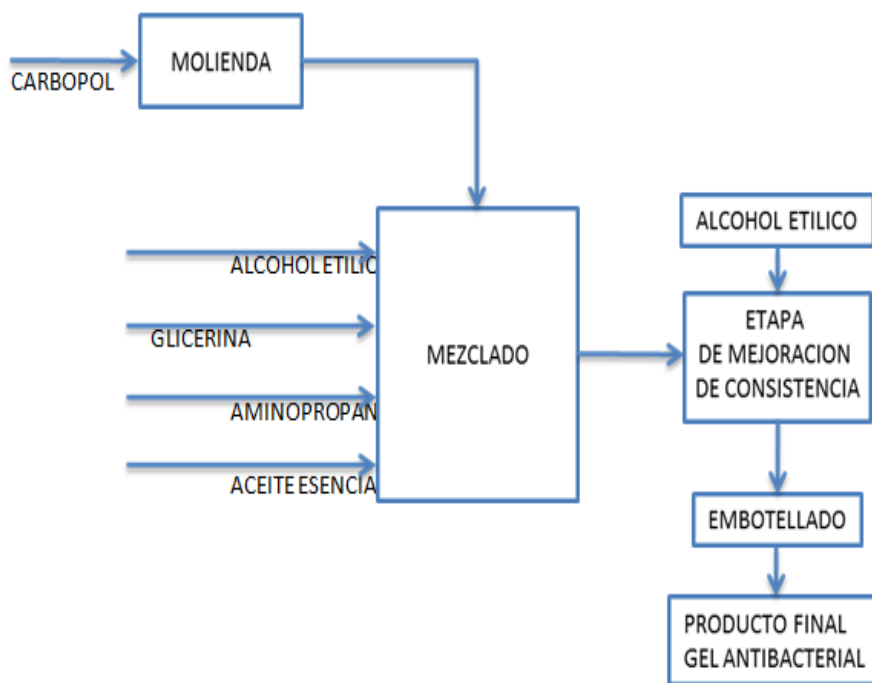 MOLIENDA
CARBOPOL
ALCOHOL ETILIC
GLICERINA
AMINOPROPAN
ACEITE ESENCIA
MEZCLADO
ALCOHOL ETILICO
ETAPA
DE MEJORACION
DE CONSISTENCIA
EMBOTELLADO
PRODUCTO FINAL
GEL ANTIBACTERIAL